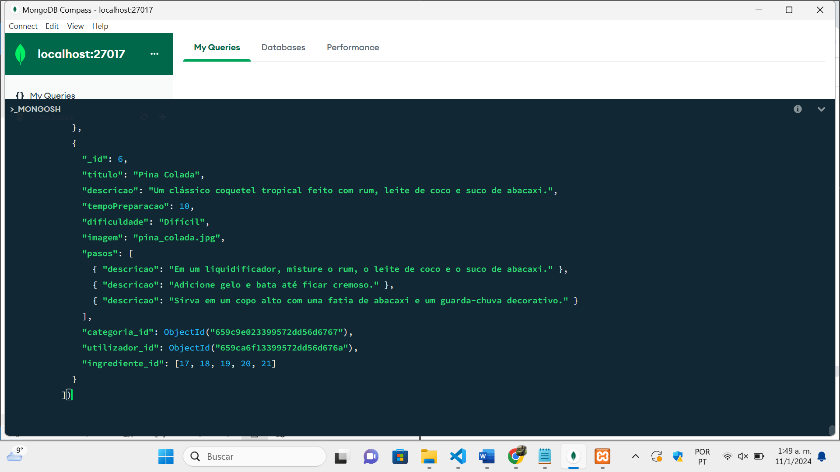 MongoDB Compass - localhost:27017
Connect Edit View Help
localhost:27017 ...
My Queries Databases Performance
{} My Queries
>_MONGOSH
},
{
"_id": 6,
"titulo": "Pina Colada",
"descricao": "Um clássico coquetel tropical feito com rum, leite de coco e suco de abacaxi.",
"tempoPreparacao": 10,
"dificuldade": "Difícil",
"imagem": "pina_colada.jpg",
"pasos": [
{ "descricao": "Em um liquidificador, misture o rum, o leite de coco e o suco de abacaxi." },
{ "descricao": "Adicione gelo e bata até ficar cremoso." },
{ "descricao": "Sirva em um copo alto com uma fatia de abacaxi e um guarda-chuva decorativo." }
],
"categoria_id": ObjectId("659c9e023399572dd56d6767"),
"utilizador_id": ObjectId("659ca6f13399572dd56d676a"),
"ingrediente_id": [17, 18, 19, 20, 21]
}
])
9°
Buscar
POR
PT
1:49 a. m.
11/1/2024